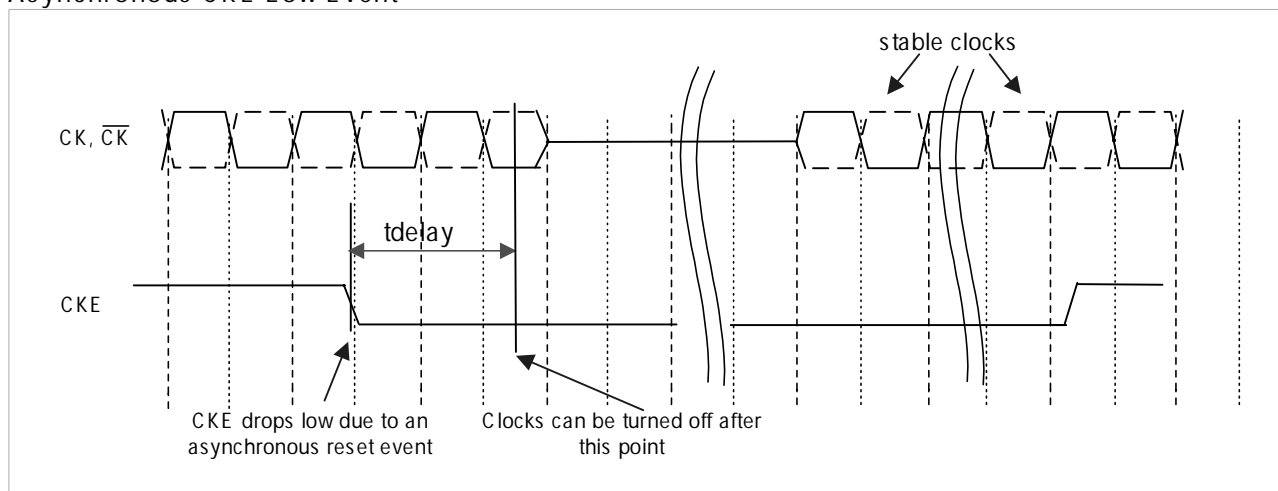 Asynchronous CKE Low Event
stable clocks
CK, C̅K̅
tdelay
CKE
CKE drops low due to an
asynchronous reset event
Clocks can be turned off after
this point